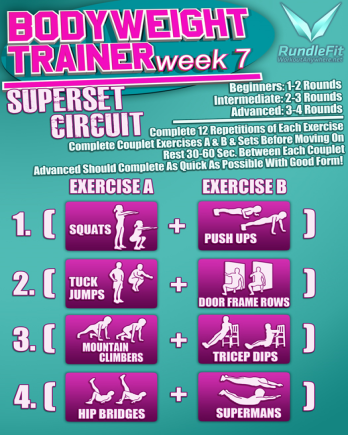 BODYWEIGHT
TRAINER week 7
RundleFit
SUPERSET
CIRCUIT
Beginners: 1-2 Rounds
Intermediate: 2-3 Rounds
Advanced: 3-4 Rounds
Complete 12 Repetitions of Each Exercise
Complete Couplet Exercises A & B & Sets Before Moving On
Rest 30-60 Sec. Between Each Couplet
Advanced Should Complete As Quick As Possible With Good Form!
EXERCISE A EXERCISE B
1. ( SQUATS + PUSH UPS )
2. ( TUCK
JUMPS + DOOR FRAME ROWS )
3. ( MOUNTAIN
CLIMBERS + TRICEP DIPS )
4. ( HIP BRIDGES + SUPERMANS )